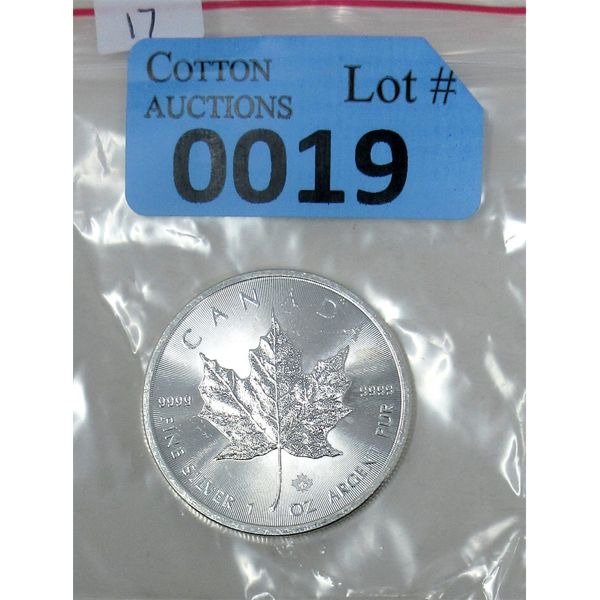 17
COTTON
AUCTIONS
Lot #
0019
CANADA
9999 9999
FINE SILVER 1 OZ ARGENT PUR